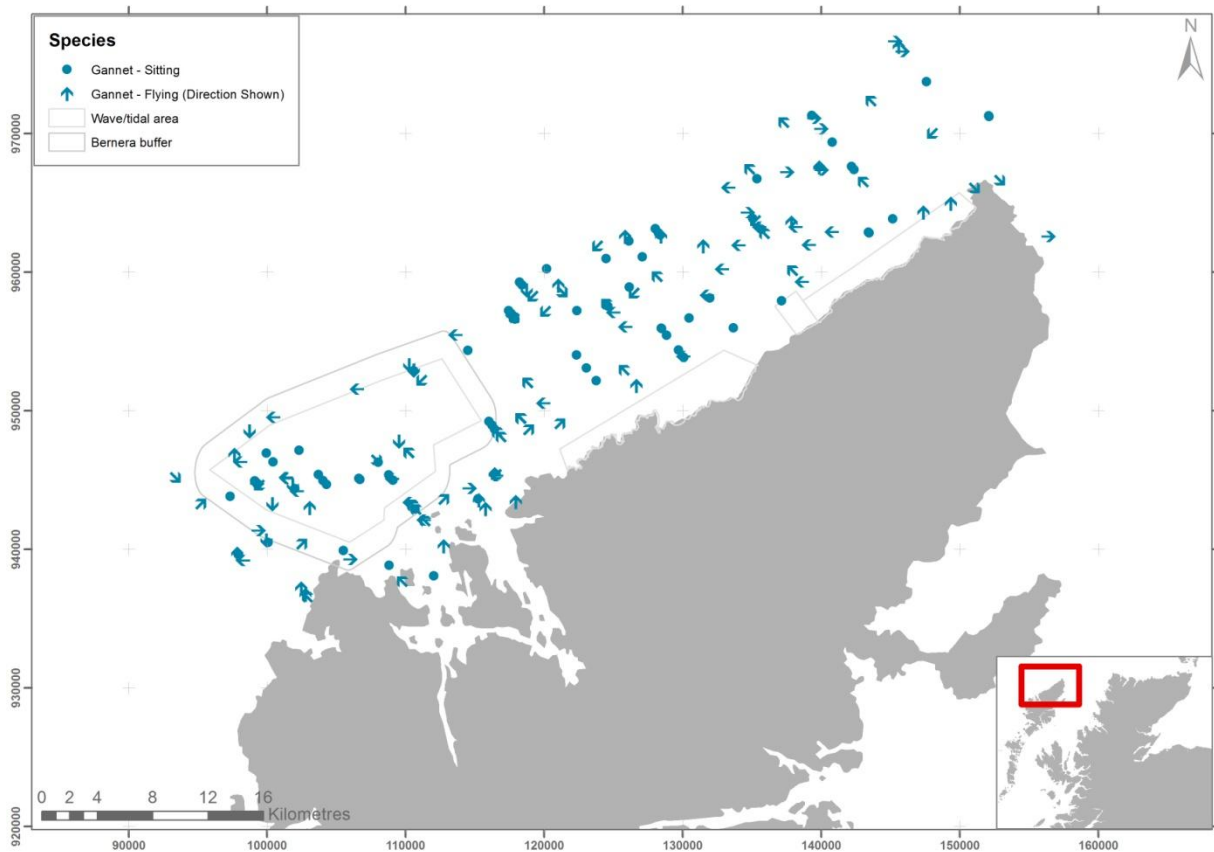 Species
Gannet - Sitting
Gannet - Flying (Direction Shown)
Wave/tidal area
Bernera buffer
N
970000
960000
950000
940000
930000
920000
0 2 4 8 12 16
Kilometres
90000 100000 110000 120000 130000 140000 150000 160000